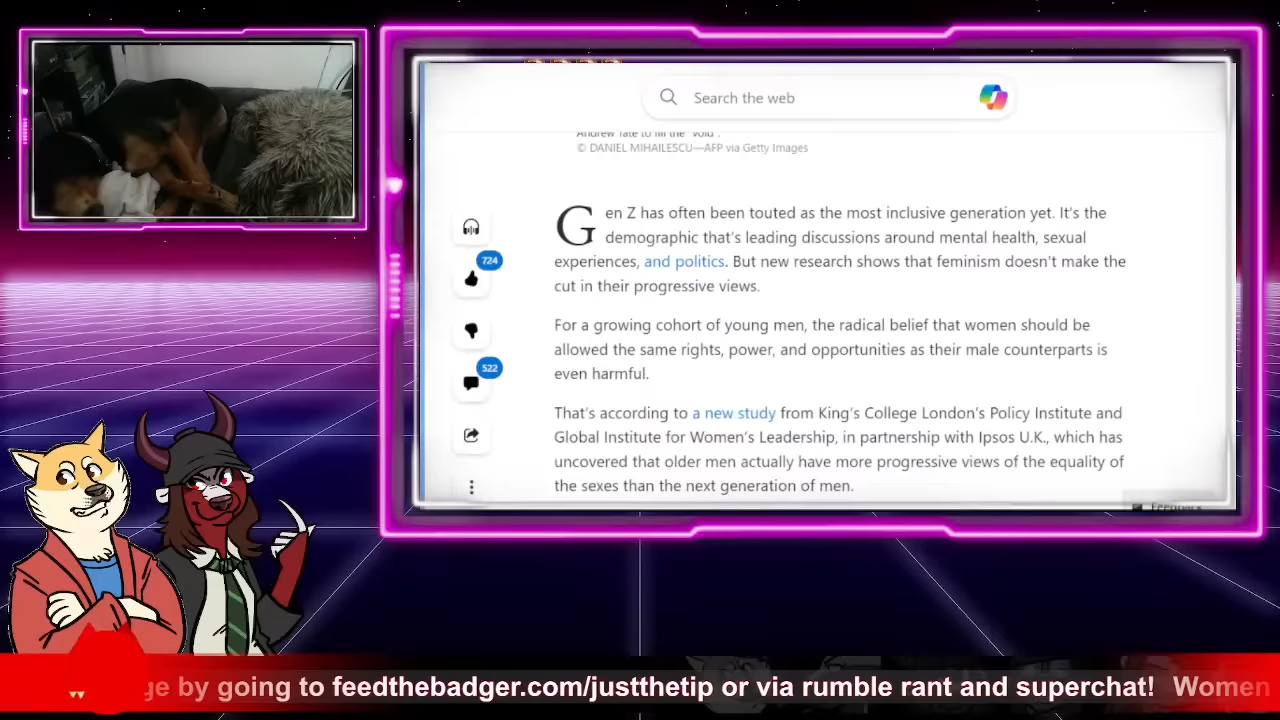 Search the web
Andrew Tate to fill the "void".
© DANIEL MIHAILESCU—AFP via Getty Images
Gen Z has often been touted as the most inclusive generation yet. It's the
demographic that's leading discussions around mental health, sexual
experiences, and politics. But new research shows that feminism doesn't make the
cut in their progressive views.
724
For a growing cohort of young men, the radical belief that women should be
allowed the same rights, power, and opportunities as their male counterparts is
even harmful.
522
That's according to a new study from King's College London's Policy Institute and
Global Institute for Women's Leadership, in partnership with Ipsos U.K., which has
uncovered that older men actually have more progressive views of the equality of
the sexes than the next generation of men.
Feedback
ge by going to feedthebadger.com/justthetip or via rumble rant and superchat! Women